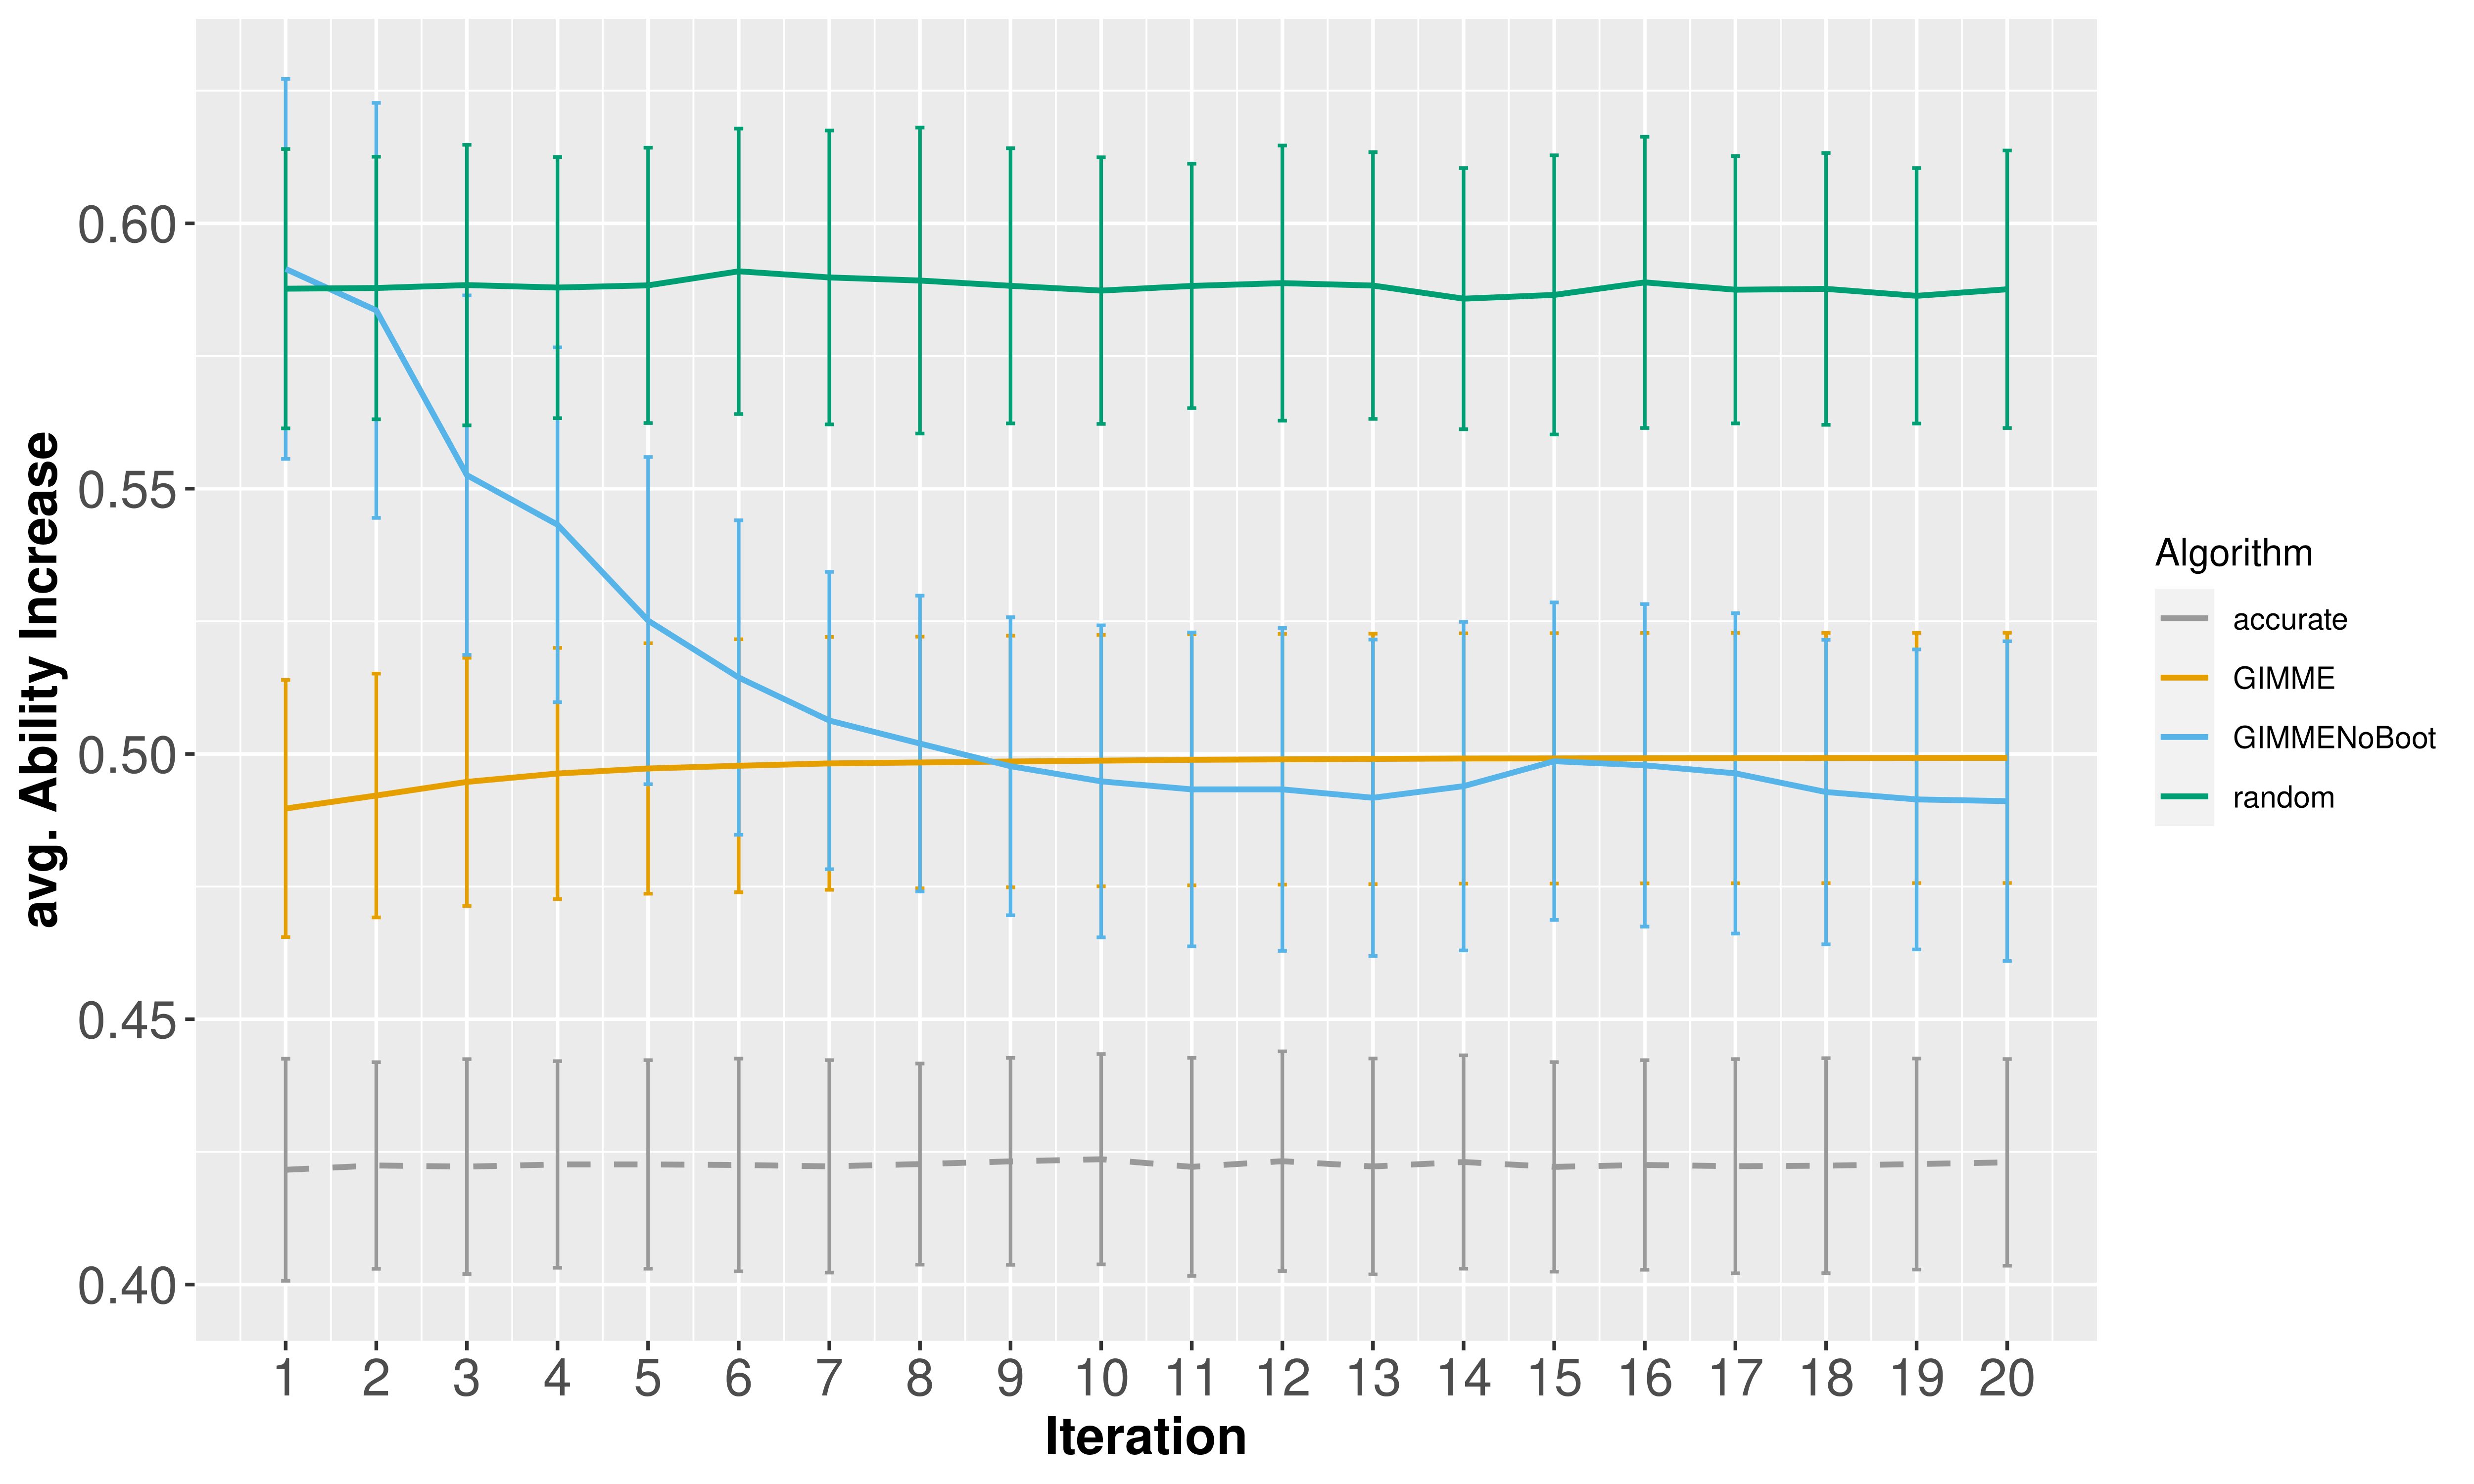 avg. Ability Increase
0.60
0.55
0.50
0.45
0.40
1 2 3 4 5 6 7 8 9 10 11 12 13 14 15 16 17 18 19 20
Iteration
Algorithm
accurate
GIMME
GIMMENoBoot
random